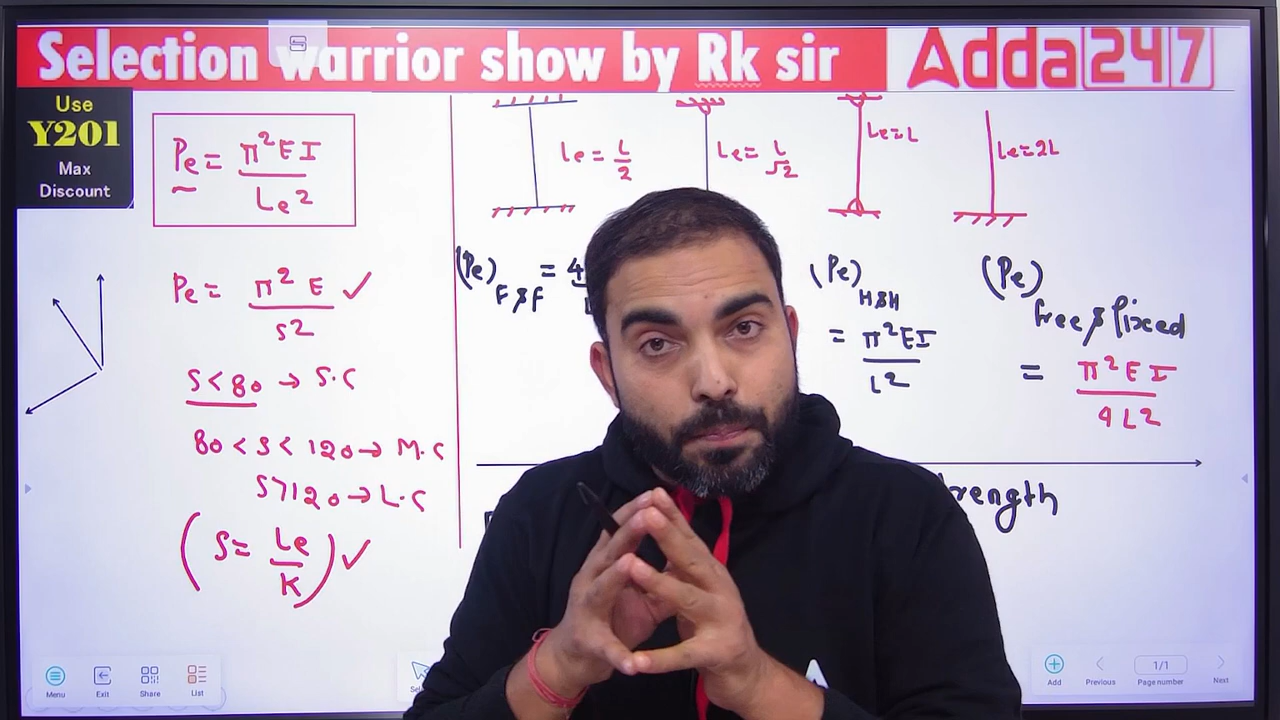 Selection warrior show by Rk sir
Adda247
Use
Y201
Max
Discount
Pe = π²EI / Le²
Pe = π² E / S² ✓
S < 80 → S.C
80 < S < 120 → M.C
S > 120 → L.C
(S = Le / K) ✓
Le = L/2
Le = L/√2
Le = L
Le = 2L
(Pe) F & F = 4
(Pe) H & H
= π²EI / L²
(Pe) free & fixed
= π²EI / 4L²
Menu
Exit
Share
List
Add
Previous
1/1
Page number
Next